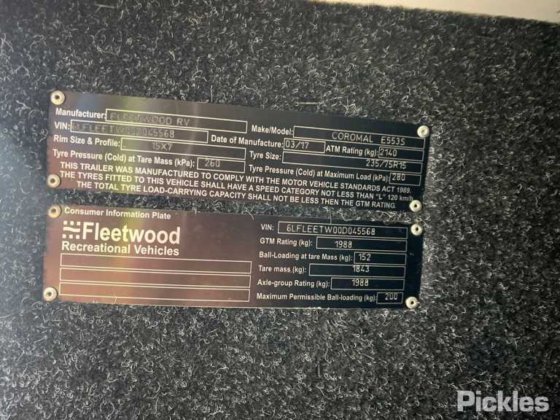 Manufacturer: FLEETWOOD RV
Make/Model: COROMAL E553S
VIN: 6LFLEETW00D045568
Date of Manufacture: 03/17
ATM Rating (kg): 2140
Rim Size & Profile: 15X7
Tyre Size: 235/75R15
Tyre Pressure (Cold) at Tare Mass (kPa): 260
Tyre Pressure (Cold) at Maximum Load (kPa): 280
THIS TRAILER WAS MANUFACTURED TO COMPLY WITH THE MOTOR VEHICLE STANDARDS ACT 1989.
THE TYRES FITTED TO THIS VEHICLE SHALL HAVE A SPEED CATEGORY NOT LESS THAN "L" 120 km/h
THE TOTAL TYRE LOAD-CARRYING CAPACITY SHALL NOT BE LESS THEN THE GTM RATING.
Consumer Information Plate
Fleetwood
Recreational Vehicles
VIN: 6LFLEETW00D045568
GTM Rating (kg): 1988
Ball-Loading at tare Mass (kg): 152
Tare mass (kg): 1843
Axle-group Rating (kg): 1988
Maximum Permissible Ball-loading (kg): 200
Pickles